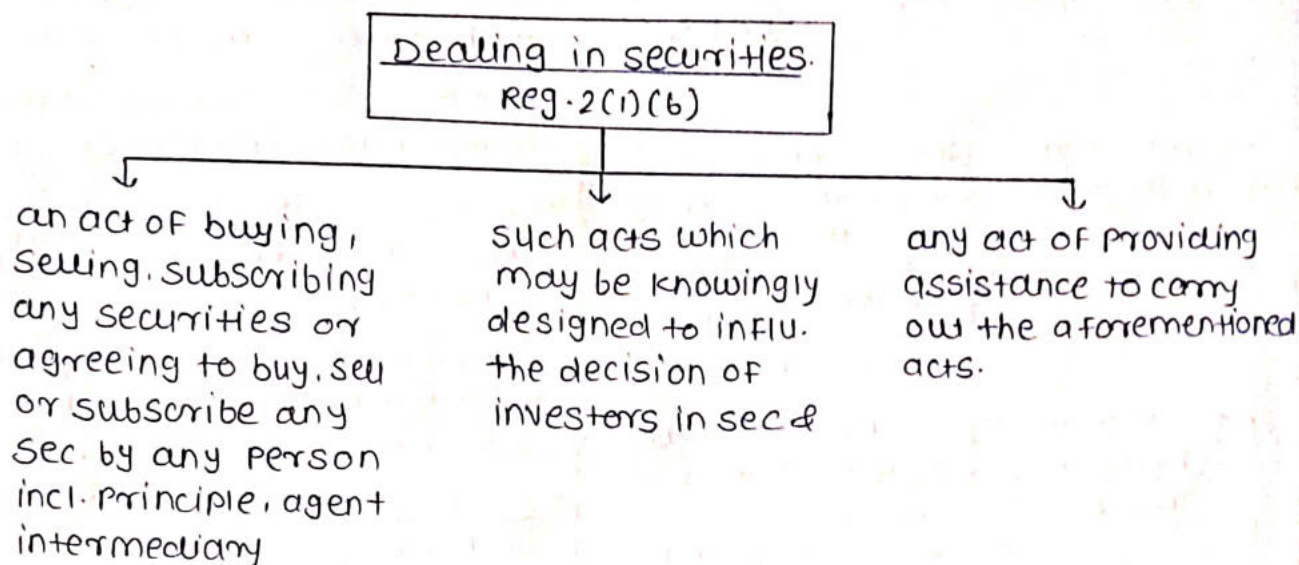 Dealing in securities.
Reg.2(1)(b)
an act of buying,
selling, subscribing
any securities or
agreeing to buy, sell
or subscribe any
sec. by any person
incl. principle, agent
intermediary
such acts which
may be knowingly
designed to influ.
the decision of
investors in sec &
any act of providing
assistance to carry
out the aforementioned
acts.